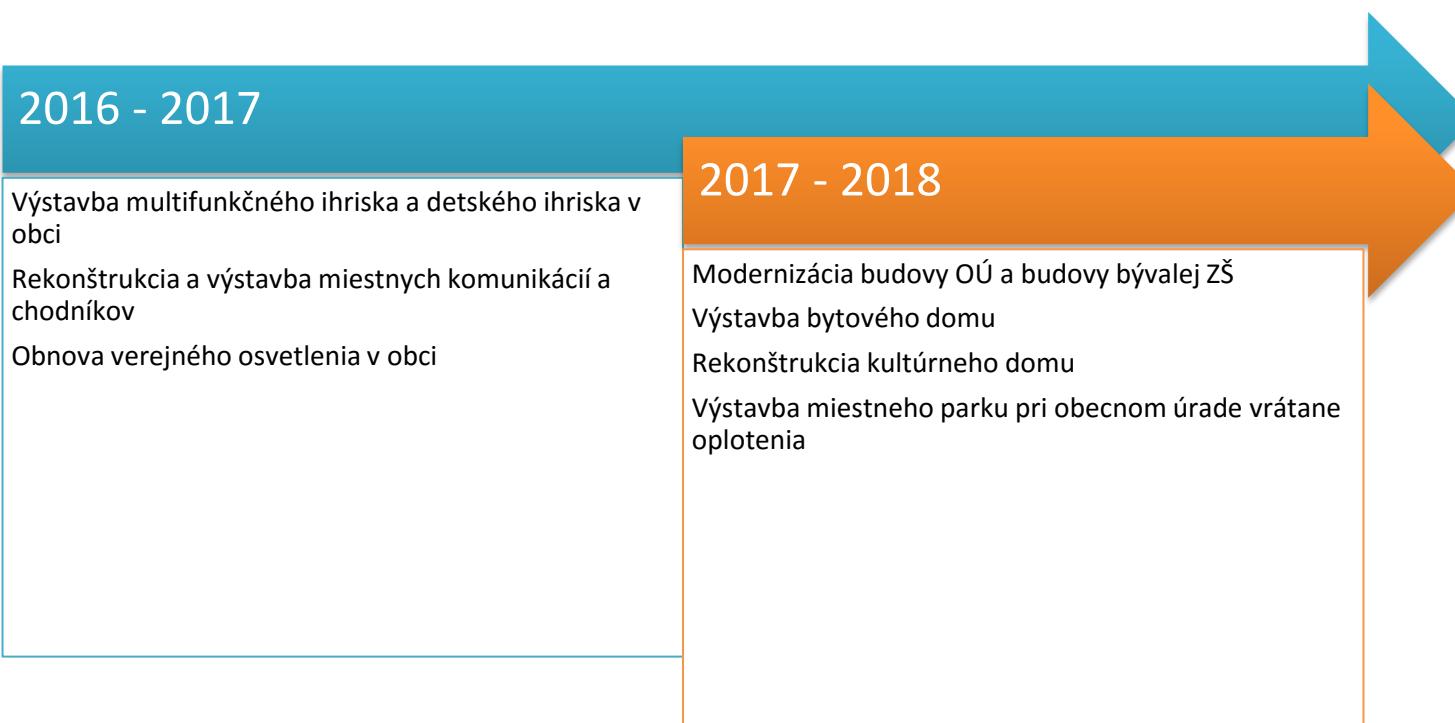 2016 - 2017
Výstavba multifunkčného ihriska a detského ihriska v
obci
Rekonštrukcia a výstavba miestnych komunikácií a
chodníkov
Obnova verejného osvetlenia v obci
2017 - 2018
Modernizácia budovy OÚ a budovy bývalej ZŠ
Výstavba bytového domu
Rekonštrukcia kultúrneho domu
Výstavba miestneho parku pri obecnom úrade vrátane
oplotenia